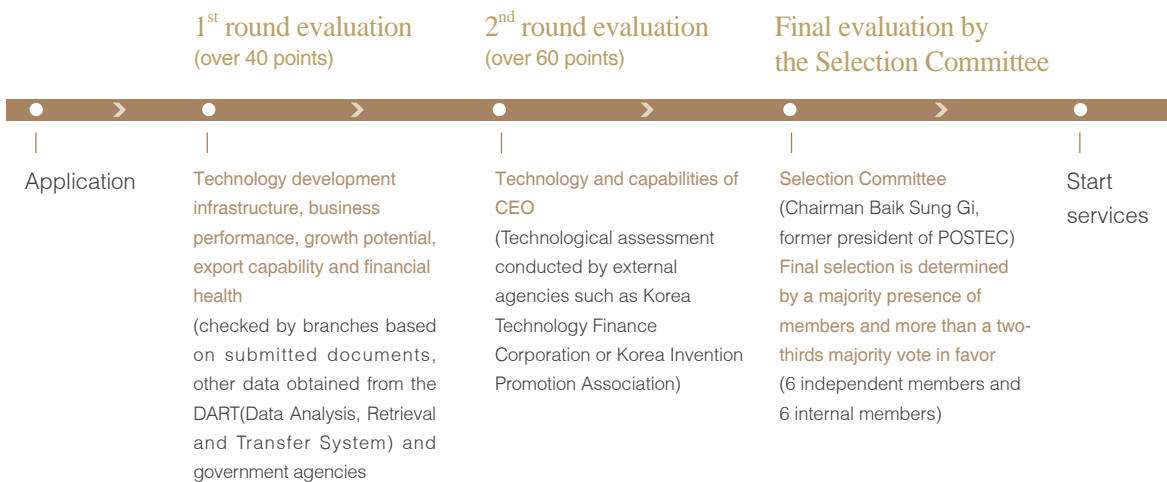 1st round evaluation
(over 40 points)
2nd round evaluation
(over 60 points)
Final evaluation by
the Selection Committee
Application
Technology development
infrastructure, business
performance, growth potential,
export capability and financial
health
(checked by branches based
on submitted documents,
other data obtained from the
DART(Data Analysis, Retrieval
and Transfer System) and
government agencies
Technology and capabilities of
CEO
(Technological assessment
conducted by external
agencies such as Korea
Technology Finance
Corporation or Korea Invention
Promotion Association)
Selection Committee
(Chairman Baik Sung Gi,
former president of POSTEC)
Final selection is determined
by a majority presence of
members and more than a two-
thirds majority vote in favor
(6 independent members and
6 internal members)
Start
services